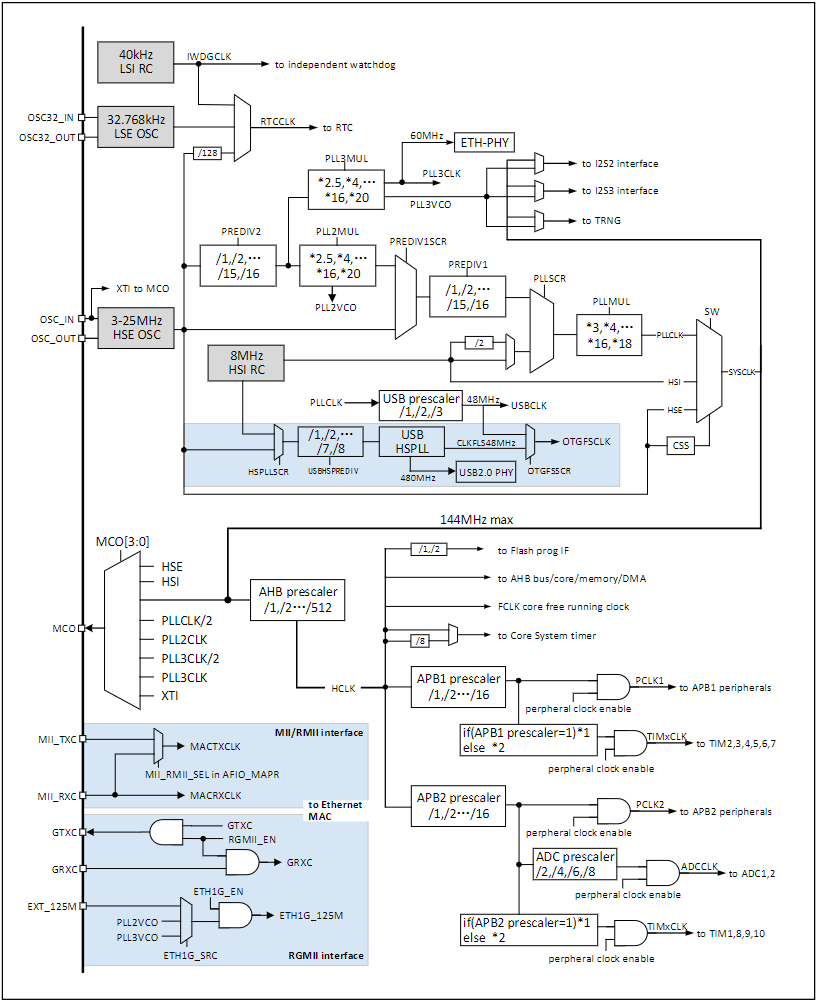 40kHz
LSI RC
IWDGCLK
to independent watchdog
OSC32_IN
OSC32_OUT
32.768kHz
LSE OSC
RTCCLK
to RTC
/128
60MHz
ETH-PHY
PLL3MUL
*2.5,*4,···
*16,*20
PLL3CLK
PLL3VCO
to I2S2 interface
to I2S3 interface
to TRNG
PREDIV2
/1,/2,···
/15,/16
PLL2MUL
*2.5,*4,···
*16,*20
PLL2VCO
PREDIV1SCR
PREDIV1
/1,/2,···
/15,/16
PLLSCR
PLLMUL
*3,*4,···
*16,*18
PLLCLK
SW
SYSCLK
HSI
HSE
CSS
XTI to MCO
OSC_IN
OSC_OUT
3-25MHz
HSE OSC
8MHz
HSI RC
/2
PLLCLK
USB prescaler
/1,/2,/3
48MHz
USBCLK
HSPLLSCR
/1,/2,···
/7,/8
USBHSPREDIV
USB
HSPLL
CLKFLS48MHz
480MHz
USB2.0 PHY
OTGFSSCR
OTGFSCLK
144MHz max
MCO[3:0]
HSE
HSI
PLLCLK/2
PLL2CLK
PLL3CLK/2
PLL3CLK
XTI
MCO
AHB prescaler
/1,/2···/512
HCLK
/1,/2
to Flash prog IF
to AHB bus/core/memory/DMA
FCLK core free running clock
/8
to Core System timer
APB1 prescaler
/1,/2···/16
PCLK1
to APB1 peripherals
perpheral clock enable
if(APB1 prescaler=1)*1
else *2
TIMxCLK
to TIM2,3,4,5,6,7
perpheral clock enable
APB2 prescaler
/1,/2···/16
PCLK2
to APB2 peripherals
perpheral clock enable
ADC prescaler
/2,/4,/6,/8
ADCCLK
to ADC1,2
perpheral clock enable
if(APB2 prescaler=1)*1
else *2
TIMxCLK
to TIM1,8,9,10
perpheral clock enable
MII/RMII interface
MII_TXC
MACTXCLK
MII_RMII_SEL in AFIO_MAPR
MII_RXC
MACRXCLK
to Ethernet
MAC
GTXC
GTXC
RGMII_EN
GRXC
GRXC
ETH1G_EN
EXT_125M
PLL2VCO
PLL3VCO
ETH1G_125M
ETH1G_SRC
RGMII interface